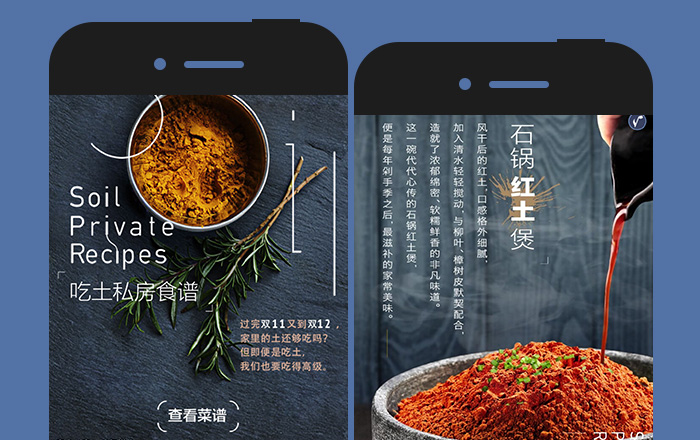 Soil
Private
Recipes
吃土私房食谱
过完双11又到双12，
家里的土还够吃吗？
但即便是吃土，
我们也要吃得高级。
查看菜谱
石锅红土煲
风干后的红土，口感格外细腻，
加入清水轻轻搅动，与柳叶、樟树皮默契配合，
造就了浓郁绵密、软糯鲜香的非凡味道。
这一碗代代心传的石锅红土煲，
便是每年剁手季之后，最滋补的家常美味。